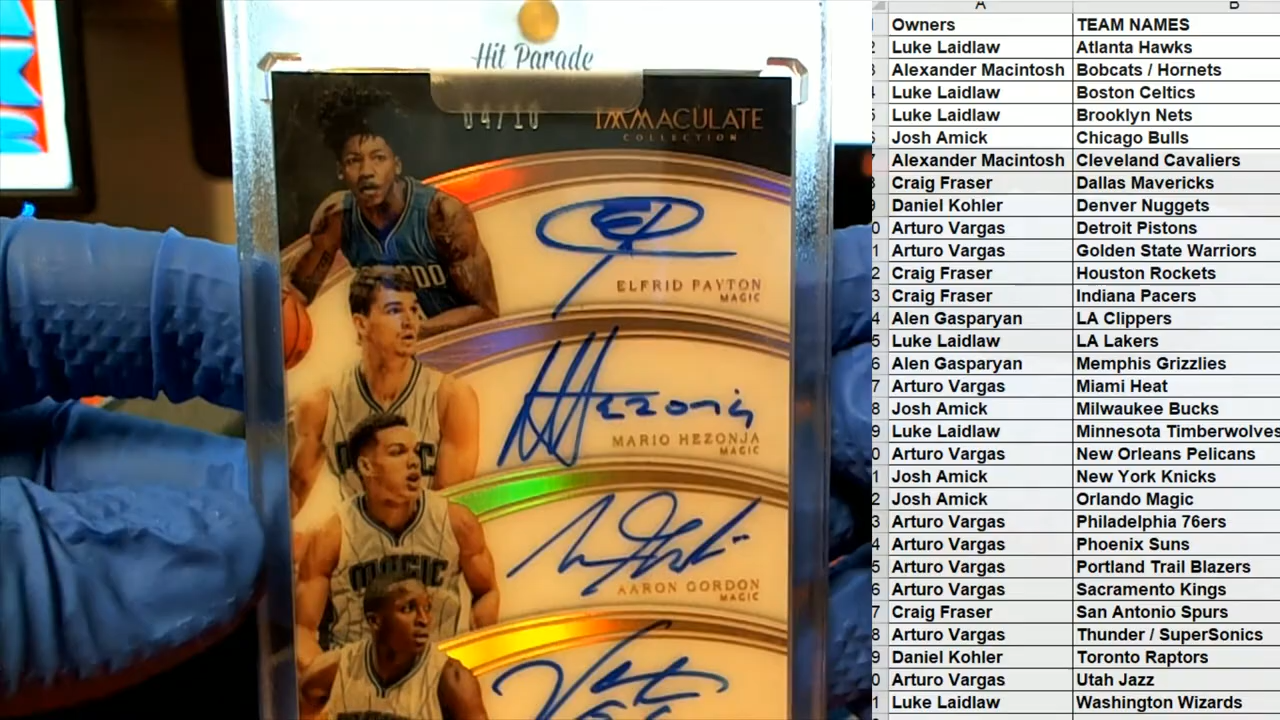 Hit Parade
04/10
IMMACULATE
COLLECTION
ELFRID PAYTON
MAGIC
Hezonja
MARIO HEZONJA
MAGIC
AARON GORDON
MAGIC
MAGIC
A B
Owners TEAM NAMES
Luke Laidlaw Atlanta Hawks
Alexander Macintosh Bobcats / Hornets
Luke Laidlaw Boston Celtics
Luke Laidlaw Brooklyn Nets
Josh Amick Chicago Bulls
Alexander Macintosh Cleveland Cavaliers
Craig Fraser Dallas Mavericks
Daniel Kohler Denver Nuggets
Arturo Vargas Detroit Pistons
Arturo Vargas Golden State Warriors
Craig Fraser Houston Rockets
Craig Fraser Indiana Pacers
Alen Gasparyan LA Clippers
Luke Laidlaw LA Lakers
Alen Gasparyan Memphis Grizzlies
Arturo Vargas Miami Heat
Josh Amick Milwaukee Bucks
Luke Laidlaw Minnesota Timberwolves
Arturo Vargas New Orleans Pelicans
Josh Amick New York Knicks
Josh Amick Orlando Magic
Arturo Vargas Philadelphia 76ers
Arturo Vargas Phoenix Suns
Arturo Vargas Portland Trail Blazers
Arturo Vargas Sacramento Kings
Craig Fraser San Antonio Spurs
Arturo Vargas Thunder / SuperSonics
Daniel Kohler Toronto Raptors
Arturo Vargas Utah Jazz
Luke Laidlaw Washington Wizards